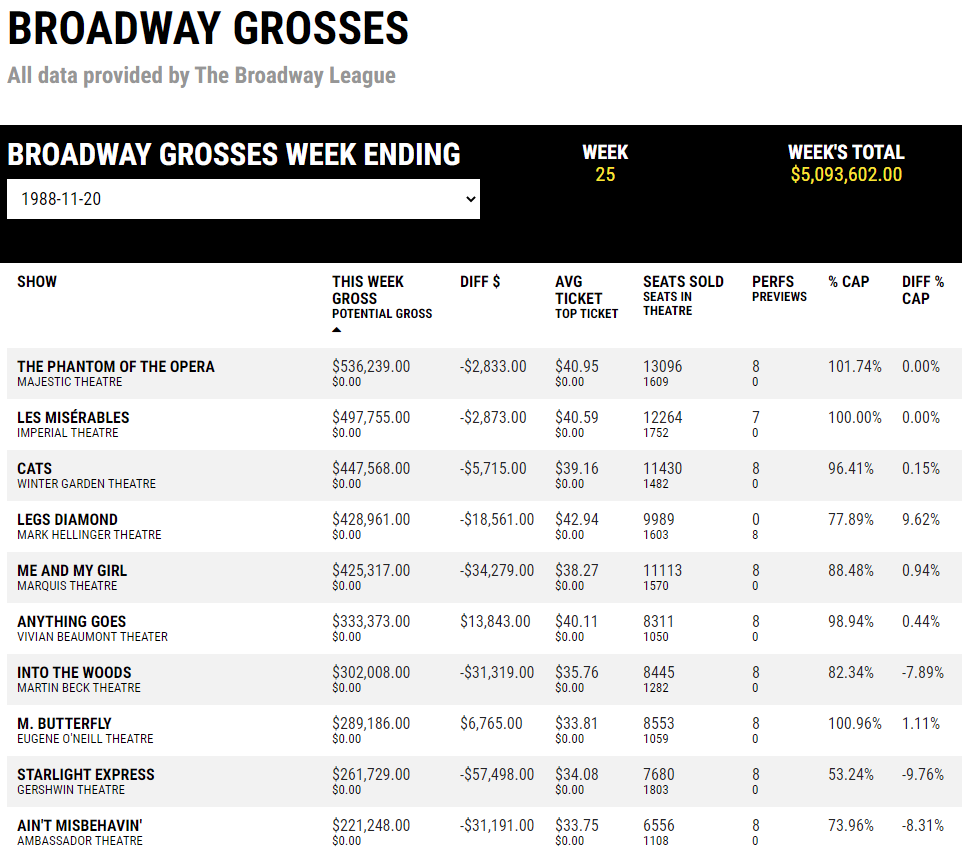 BROADWAY GROSSES
All data provided by The Broadway League
BROADWAY GROSSES WEEK ENDING
1988-11-20
WEEK
25
WEEK'S TOTAL
$5,093,602.00
SHOW THIS WEEK GROSS POTENTIAL GROSS DIFF $ AVG TICKET TOP TICKET SEATS SOLD SEATS IN THEATRE PERFS PREVIEWS % CAP DIFF % CAP
THE PHANTOM OF THE OPERA $536,239.00 -$2,833.00 $40.95 13096 8 101.74% 0.00%
MAJESTIC THEATRE $0.00 $0.00 1609 0
LES MISÉRABLES $497,755.00 -$2,873.00 $40.59 12264 7 100.00% 0.00%
IMPERIAL THEATRE $0.00 $0.00 1752 0
CATS $447,568.00 -$5,715.00 $39.16 11430 8 96.41% 0.15%
WINTER GARDEN THEATRE $0.00 $0.00 1482 0
LEGS DIAMOND $428,961.00 -$18,561.00 $42.94 9989 0 77.89% 9.62%
MARK HELLINGER THEATRE $0.00 $0.00 1603 8
ME AND MY GIRL $425,317.00 -$34,279.00 $38.27 11113 8 88.48% 0.94%
MARQUIS THEATRE $0.00 $0.00 1570 0
ANYTHING GOES $333,373.00 $13,843.00 $40.11 8311 8 98.94% 0.44%
VIVIAN BEAUMONT THEATER $0.00 $0.00 1050 0
INTO THE WOODS $302,008.00 -$31,319.00 $35.76 8445 8 82.34% -7.89%
MARTIN BECK THEATRE $0.00 $0.00 1282 0
M. BUTTERFLY $289,186.00 $6,765.00 $33.81 8553 8 100.96% 1.11%
EUGENE O'NEILL THEATRE $0.00 $0.00 1059 0
STARLIGHT EXPRESS $261,729.00 -$57,498.00 $34.08 7680 8 53.24% -9.76%
GERSHWIN THEATRE $0.00 $0.00 1803 0
AIN'T MISBEHAVIN' $221,248.00 -$31,191.00 $33.75 6556 8 73.96% -8.31%
AMBASSADOR THEATRE $0.00 $0.00 1108 0